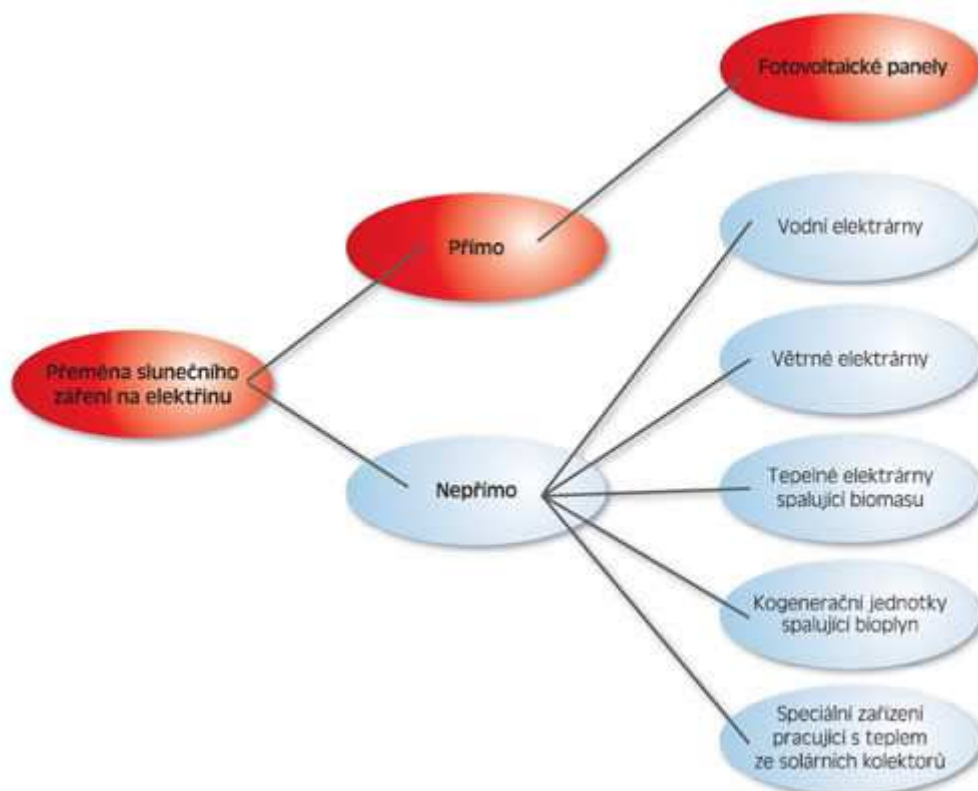 Fotovoltaické panely
Přímo
Vodní elektrárny
Větrné elektrárny
Přeměna slunečního
záření na elektřinu
Nepřímo
Tepelné elektrárny
spalující biomasu
Kogenerační jednotky
spalující bioplyn
Speciální zařízení
pracující s teplem
ze solárních kolektorů